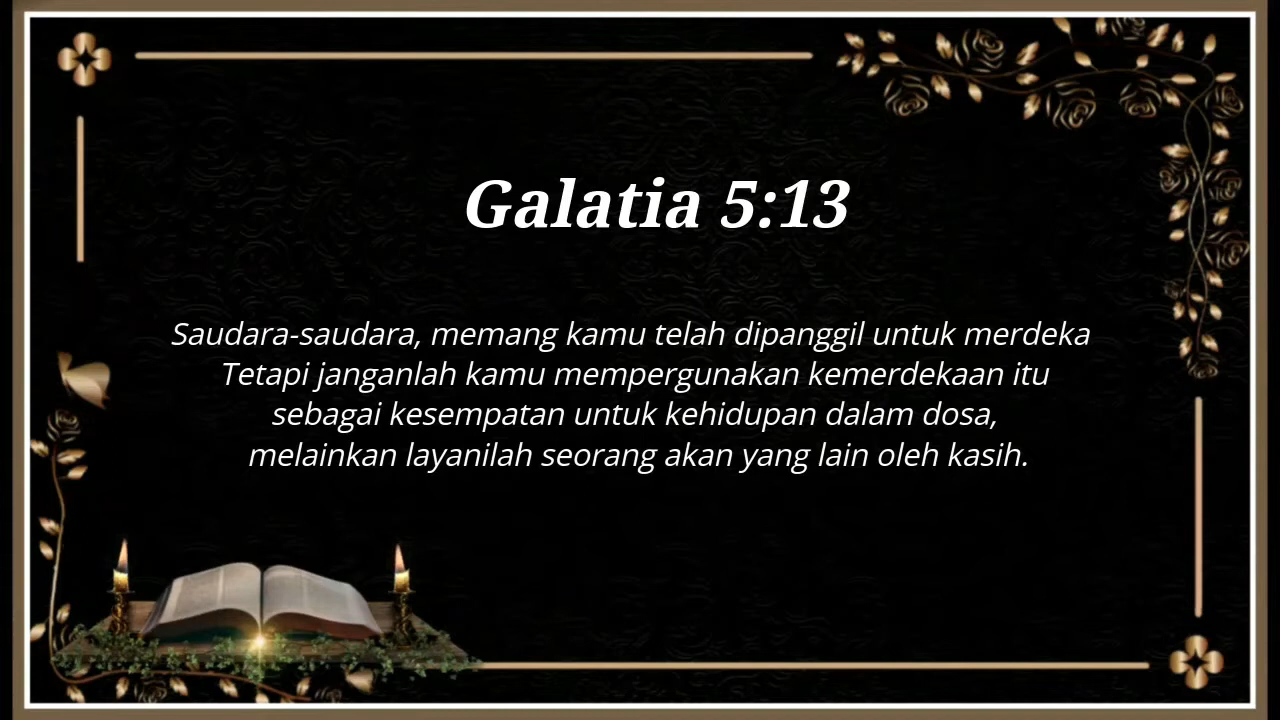 Galatia 5:13
Saudara-saudara, memang kamu telah dipanggil untuk merdeka
Tetapi janganlah kamu mempergunakan kemerdekaan itu
sebagai kesempatan untuk kehidupan dalam dosa,
melainkan layanilah seorang akan yang lain oleh kasih.